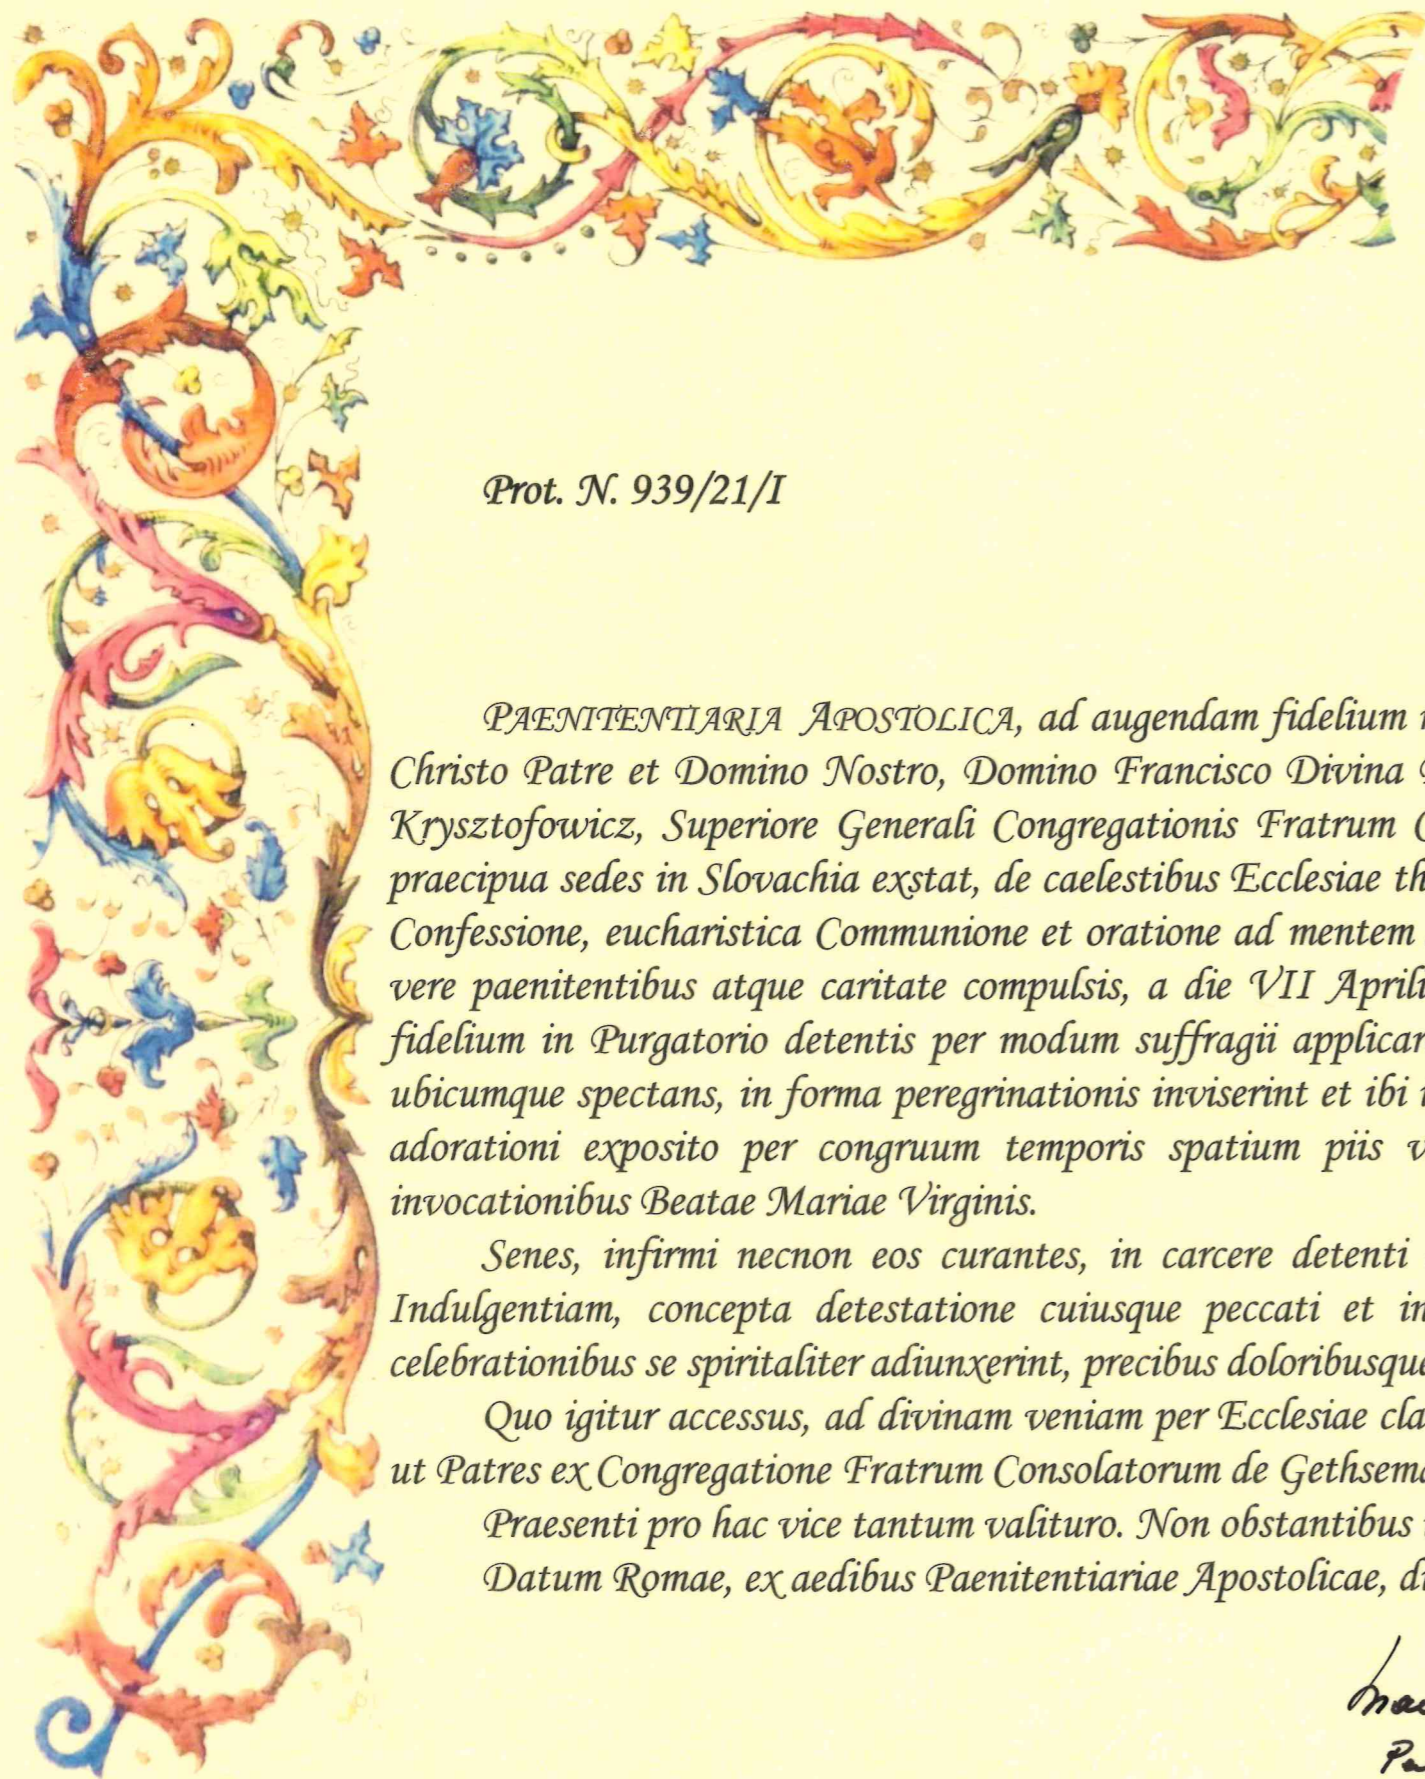 Prot. N. 939/21/I
PAENITENTIARIA APOSTOLICA, ad augendam fidelium
Christo Patre et Domino Nostro, Domino Francisco Divina
Krysztofowicz, Superiore Generali Congregationis Fratrum
praecipua sedes in Slovachia exstat, de caelestibus Ecclesiae th
Confessione, eucharistica Communione et oratione ad mentem
vere paenitentibus atque caritate compulsis, a die VII Aprili
fidelium in Purgatorio detentis per modum suffragii applicar
ubicumque spectans, in forma peregrinationis inviserint et ibi
adorationi exposito per congruum temporis spatium piis v
invocationibus Beatae Mariae Virginis.
Senes, infirmi necnon eos curantes, in carcere detenti
Indulgentiam, concepta detestatione cuiusque peccati et in
celebrationibus se spiritaliter adiunxerint, precibus doloribusque
Quo igitur accessus, ad divinam veniam per Ecclesiae cla
ut Patres ex Congregatione Fratrum Consolatorum de Gethsema
Praesenti pro hac vice tantum valituro. Non obstantibus
Datum Romae, ex aedibus Paenitentiariae Apostolicae, di